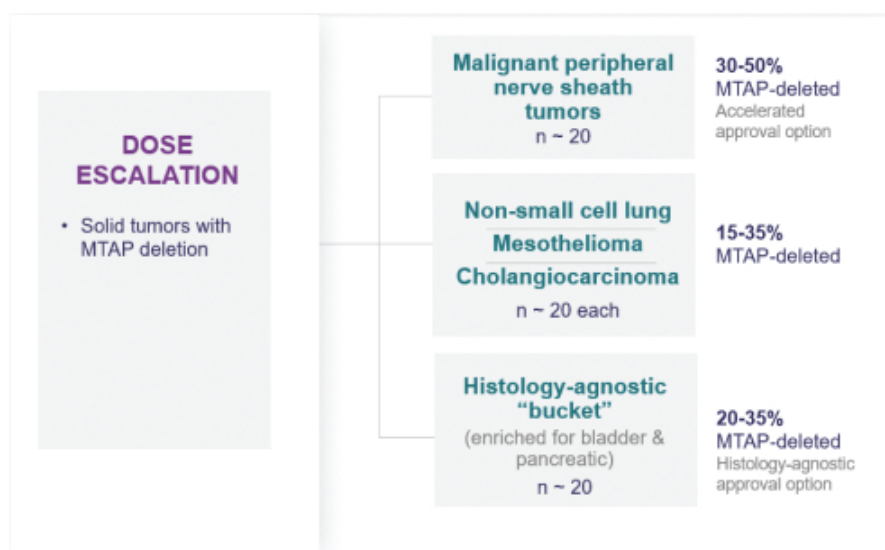 DOSE
ESCALATION
• Solid tumors with
MTAP deletion
Malignant peripheral
nerve sheath
tumors
n ~ 20
30-50%
MTAP-deleted
Accelerated
approval option
Non-small cell lung
Mesothelioma
Cholangiocarcinoma
n ~ 20 each
15-35%
MTAP-deleted
Histology-agnostic
“bucket”
(enriched for bladder &
pancreatic)
n ~ 20
20-35%
MTAP-deleted
Histology-agnostic
approval option